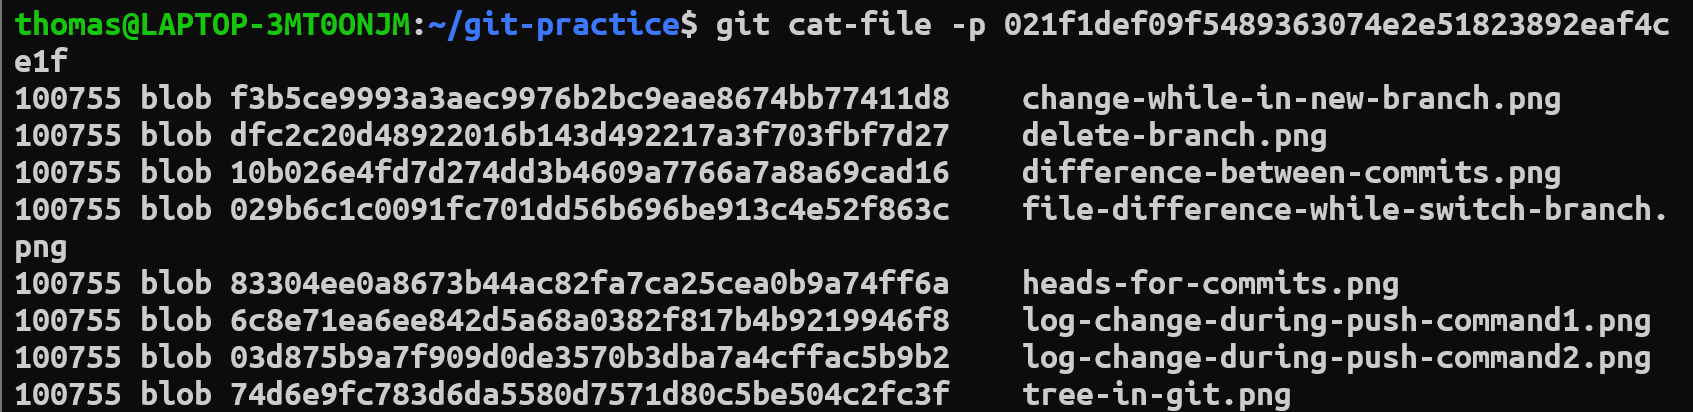 thomas@LAPTOP-3MT0ONJM:~/git-practice$ git cat-file -p 021f1def09f5489363074e2e51823892eaf4c
e1f
100755 blob f3b5ce9993a3aec9976b2bc9eae8674bb77411d8    change-while-in-new-branch.png
100755 blob dfc2c20d48922016b143d492217a3f703fbf7d27    delete-branch.png
100755 blob 10b026e4fd7d274dd3b4609a7766a7a8a69cad16    difference-between-commits.png
100755 blob 029b6c1c0091fc701dd56b696be913c4e52f863c    file-difference-while-switch-branch.
png
100755 blob 83304ee0a8673b44ac82fa7ca25cea0b9a74ff6a    heads-for-commits.png
100755 blob 6c8e71ea6ee842d5a68a0382f817b4b9219946f8    log-change-during-push-command1.png
100755 blob 03d875b9a7f909d0de3570b3dba7a4cffac5b9b2    log-change-during-push-command2.png
100755 blob 74d6e9fc783d6da5580d7571d80c5be504c2fc3f    tree-in-git.png